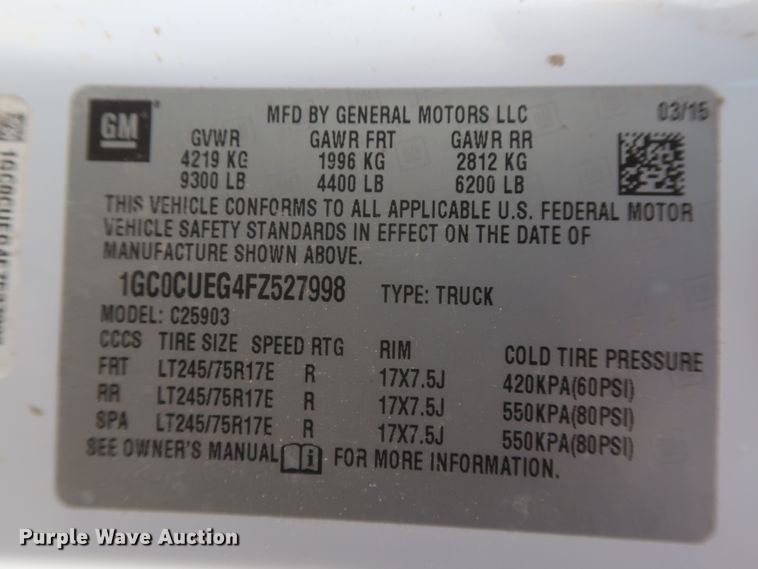 GM
MFD BY GENERAL MOTORS LLC 03/15
GVWR GAWR FRT GAWR RR
4219 KG 1996 KG 2812 KG
9300 LB 4400 LB 6200 LB
THIS VEHICLE CONFORMS TO ALL APPLICABLE U.S. FEDERAL MOTOR
VEHICLE SAFETY STANDARDS IN EFFECT ON THE DATE OF
MANUFACTURE SHOWN ABOVE.
1GC0CUEG4FZ527998 TYPE: TRUCK
MODEL: C25903
CCCS TIRE SIZE SPEED RTG RIM COLD TIRE PRESSURE
FRT LT245/75R17E R 17X7.5J 420KPA(60PSI)
RR LT245/75R17E R 17X7.5J 550KPA(80PSI)
SPA LT245/75R17E R 17X7.5J 550KPA(80PSI)
SEE OWNER'S MANUAL i FOR MORE INFORMATION.
Purple Wave Auction